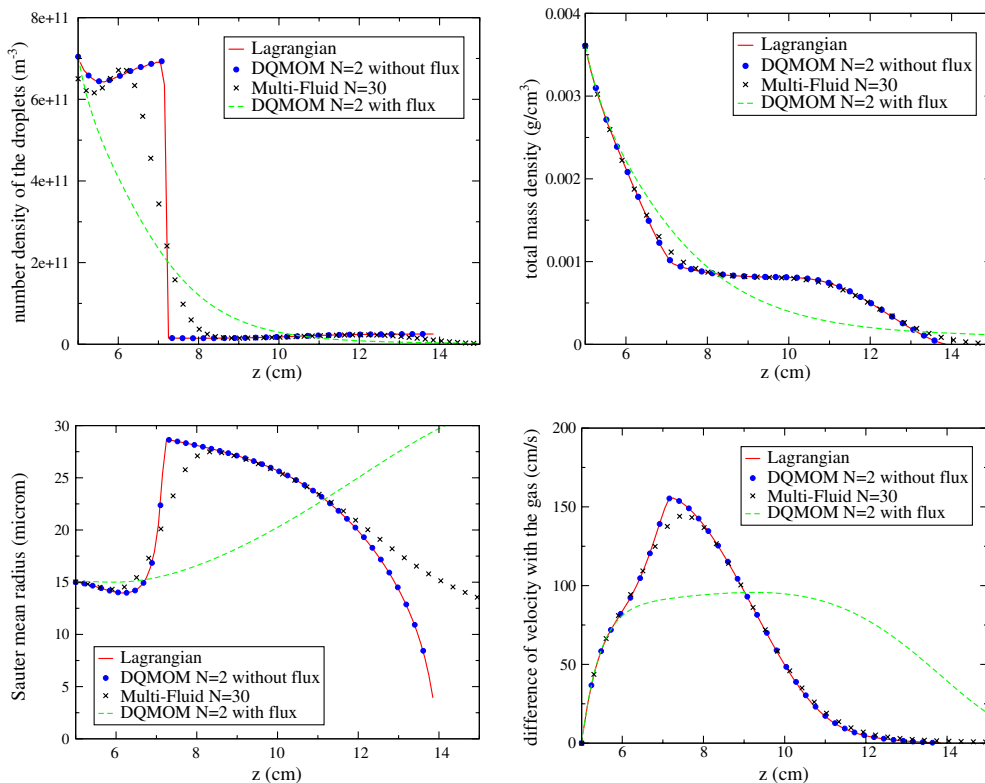 8e+11
6e+11
4e+11
2e+11
0
number density of the droplets (m⁻³)
Lagrangian
DQMOM N=2 without flux
Multi-Fluid N=30
DQMOM N=2 with flux
6
8
10
12
14
z (cm)
0.004
0.003
0.002
0.001
0
total mass density (g/cm³)
Lagrangian
DQMOM N=2 without flux
Multi-Fluid N=30
DQMOM N=2 with flux
6
8
10
12
14
z (cm)
30
25
20
15
10
5
0
Sauter mean radius (microm)
Lagrangian
DQMOM N=2 without flux
Multi-Fluid N=30
DQMOM N=2 with flux
6
8
10
12
14
z (cm)
200
150
100
50
0
difference of velocity with the gas (cm/s)
Lagrangian
DQMOM N=2 without flux
Multi-Fluid N=30
DQMOM N=2 with flux
6
8
10
12
14
z (cm)